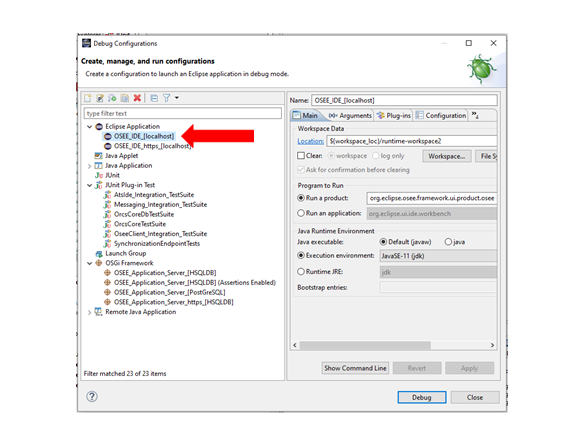 Debug Configurations
Create, manage, and run configurations
Create a configuration to launch an Eclipse application in debug mode.
type filter text
Eclipse Application
OSEE_IDE_[localhost]
OSEE_IDE_https_[localhost]
Java Applet
Java Application
JUnit
JUnit Plug-in Test
AtsIde_Integration_TestSuite
Messaging_Integration_TestSuite
OrcsCoreDbTestSuite
OrcsCoreTestSuite
OseeClient_Integration_TestSuite
SynchronizationEndpointTests
Launch Group
OSGi Framework
OSEE_Application_Server_[HSQLDB]
OSEE_Application_Server_[HSQLDB] (Assertions Enabled)
OSEE_Application_Server_[PostGreSQL]
OSEE_Application_Server_https_[HSQLDB]
Remote Java Application
Filter matched 23 of 23 items
Name: OSEE_IDE_[localhost]
Main Arguments Plug-ins Configuration »4
Workspace Data
Location: ${workspace_loc}/runtime-workspace2
Clear: workspace log only Workspace... File Sy
Ask for confirmation before clearing
Program to Run
Run a product: org.eclipse.osee.framework.ui.product.osee
Run an application: org.eclipse.ui.ide.workbench
Java Runtime Environment
Java executable: Default (javaw) java
Execution environment: JavaSE-11 (jdk)
Runtime JRE: jdk
Bootstrap entries:
Show Command Line Revert Apply
Debug Close